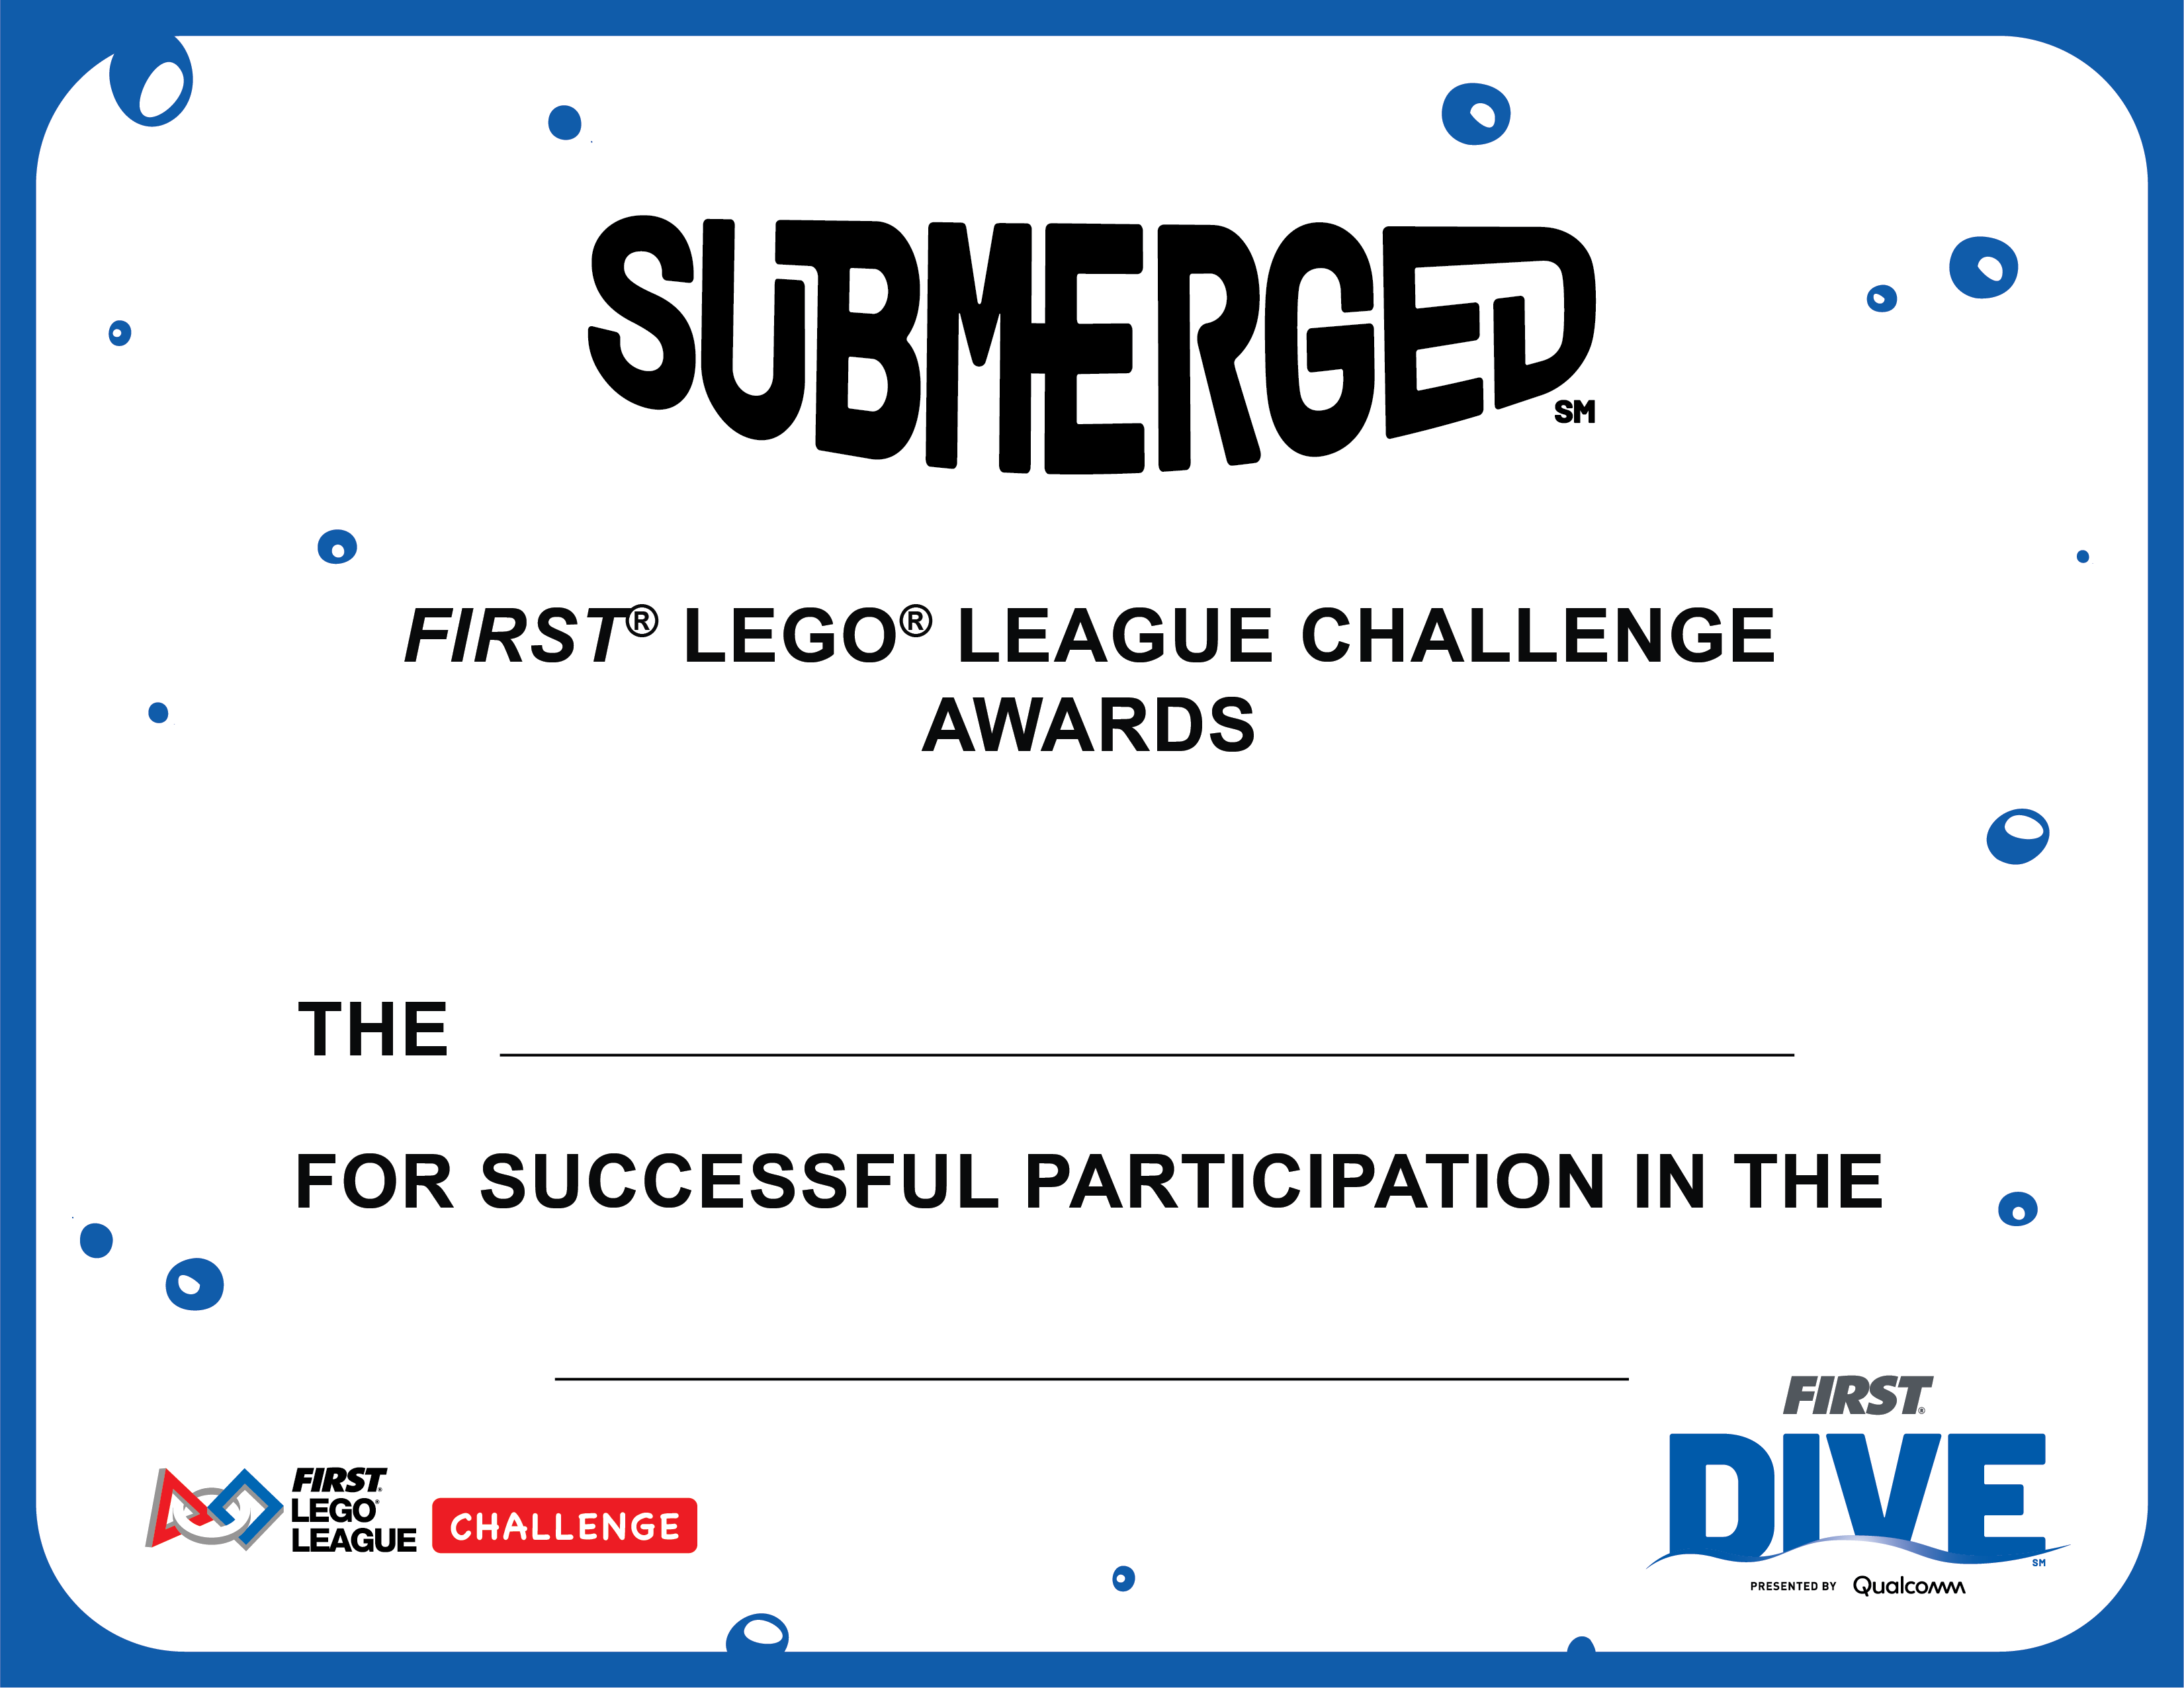 SUBMERGED
SM
FIRST® LEGO® LEAGUE CHALLENGE
AWARDS
THE
FOR SUCCESSFUL PARTICIPATION IN THE
FIRST®
LEGO®
LEAGUE
CHALLENGE
FIRST®
DIVE
SM
PRESENTED BY Qualcomm